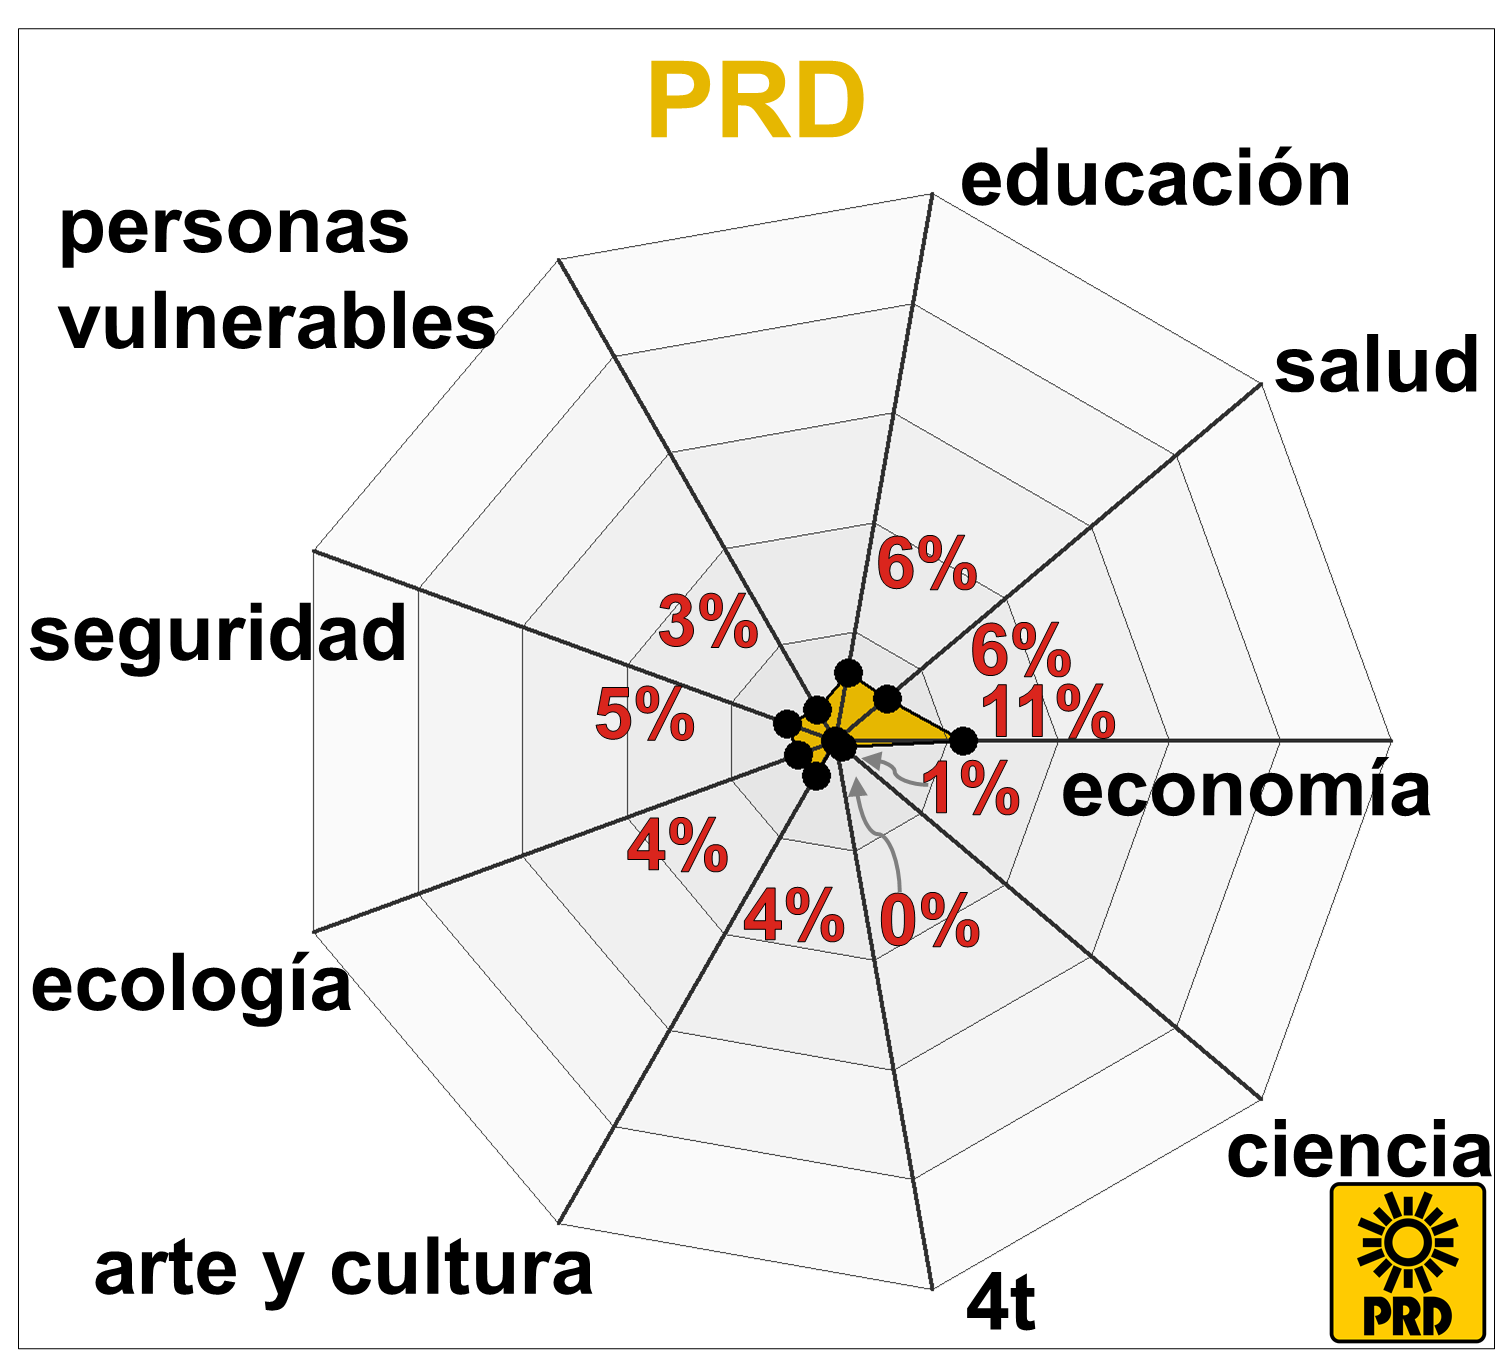 PRD
educación
personas
vulnerables
salud
6%
3%
6%
seguridad
5%
11%
economía
1%
4%
4%
0%
ecología
ciencia
arte y cultura
4t
PRD